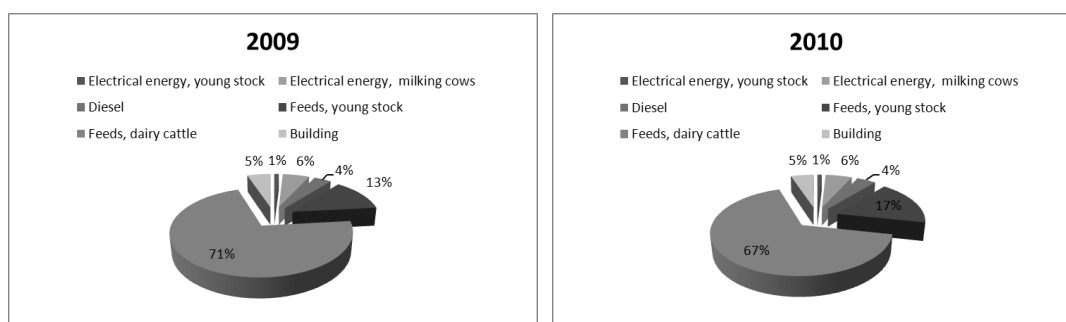 2009
Electrical energy, young stock
Electrical energy,  milking cows
Diesel
Feeds, young stock
Feeds, dairy cattle
Building
5%
1%
6%
4%
13%
71%
2010
Electrical energy, young stock
Electrical energy,  milking cows
Diesel
Feeds, young stock
Feeds, dairy cattle
Building
5%
1%
6%
4%
17%
67%